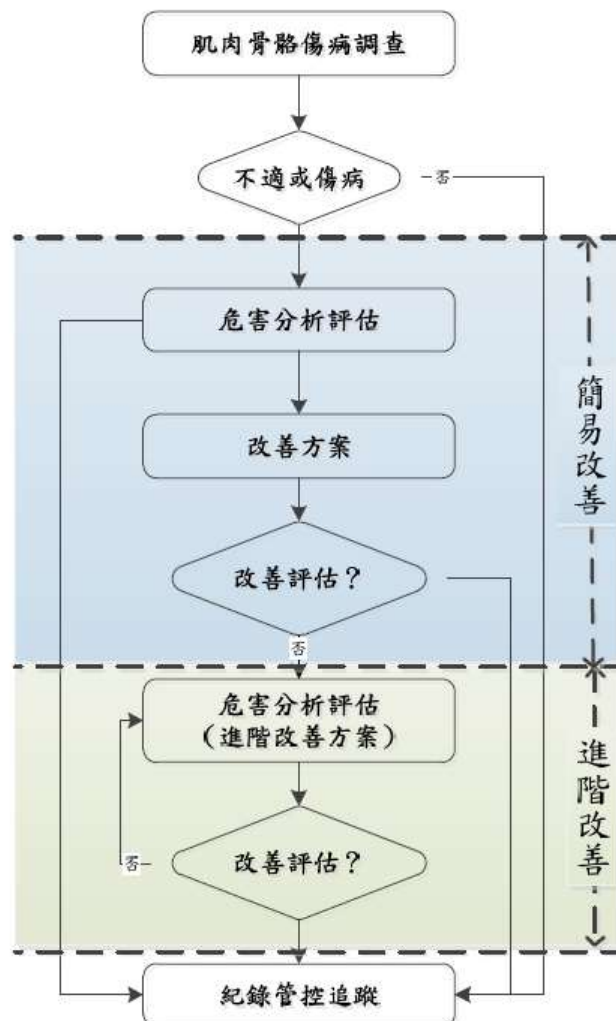 肌肉骨骼傷病調查
不適或傷病
否
危害分析評估
改善方案
改善評估？
否
簡易改善
危害分析評估
（進階改善方案）
改善評估？
否
進階改善
紀錄管控追蹤